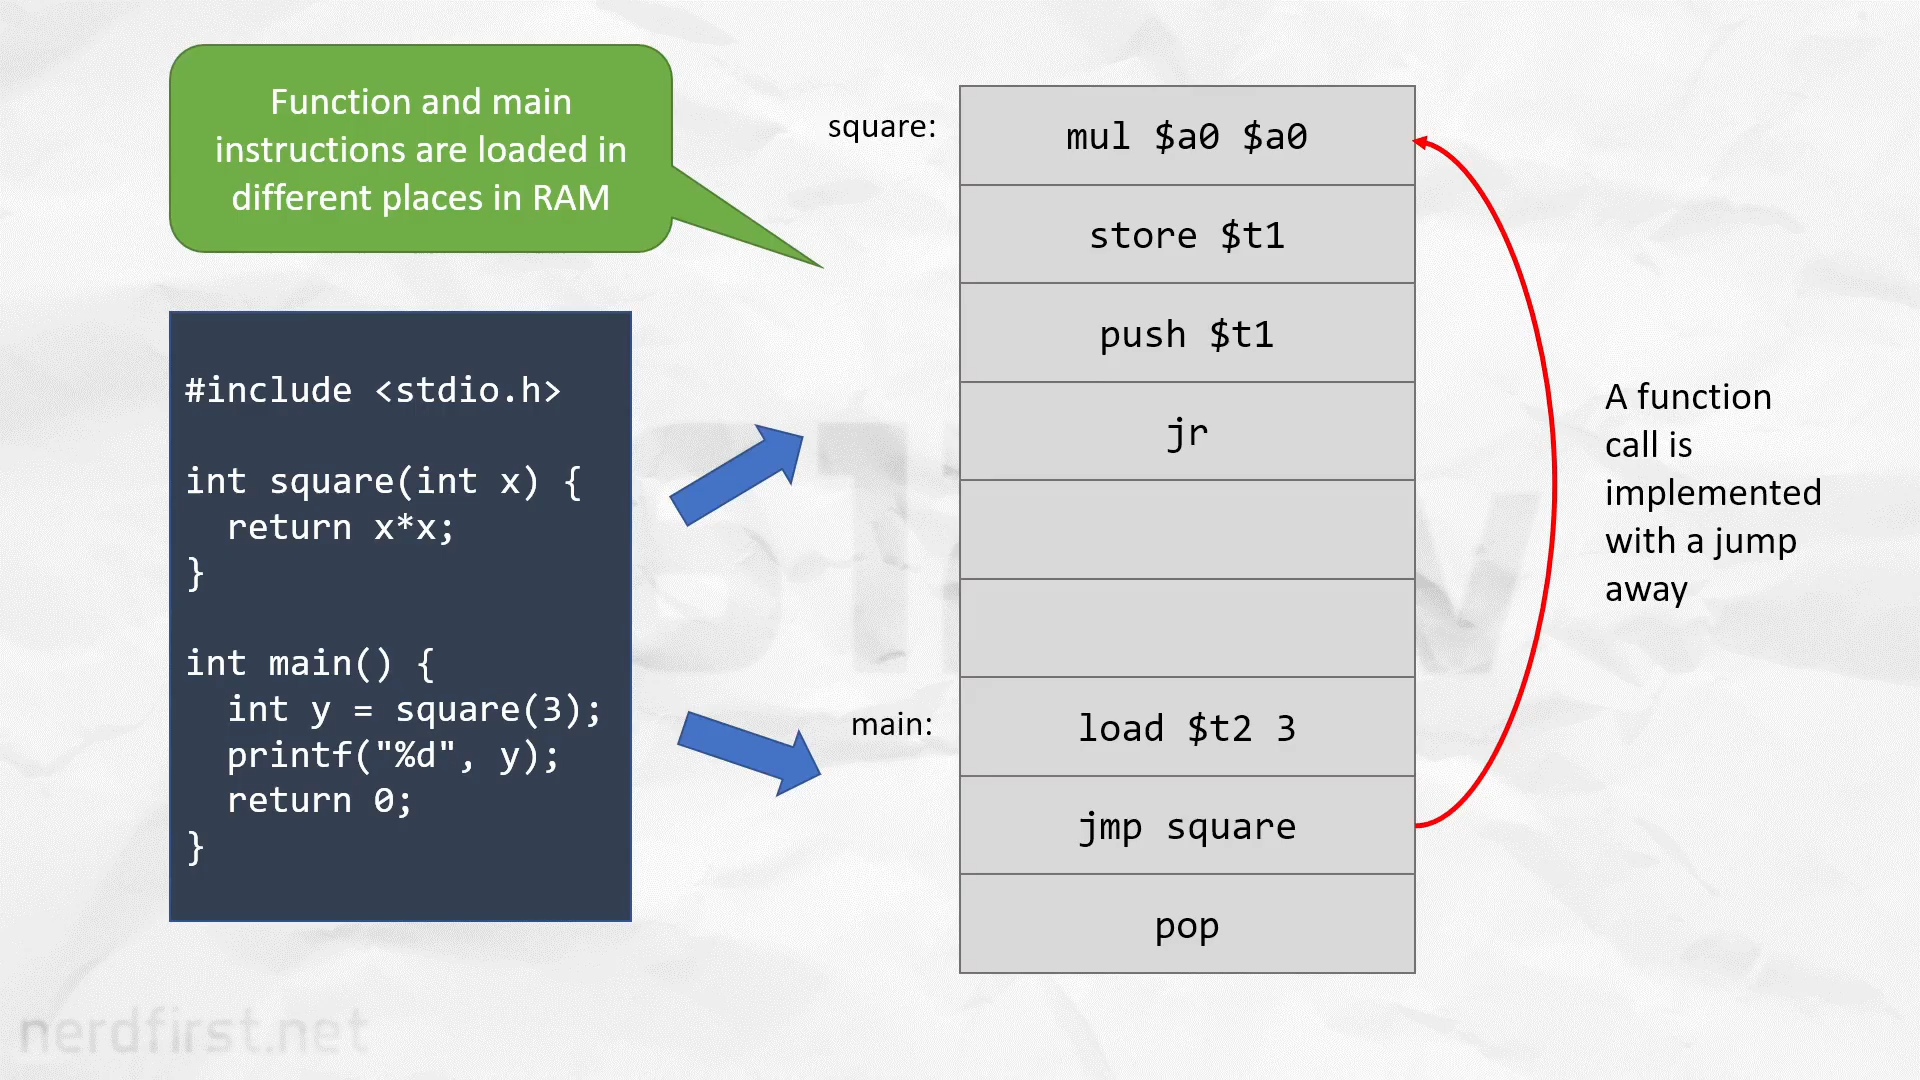 Function and main
instructions are loaded in
different places in RAM
#include <stdio.h>
int square(int x) {
return x*x;
}
int main() {
int y = square(3);
printf("%d", y);
return 0;
}
square:
mul $a0 $a0
store $t1
push $t1
jr
main:
load $t2 3
jmp square
pop
A function
call is
implemented
with a jump
away
nerdfirst.net